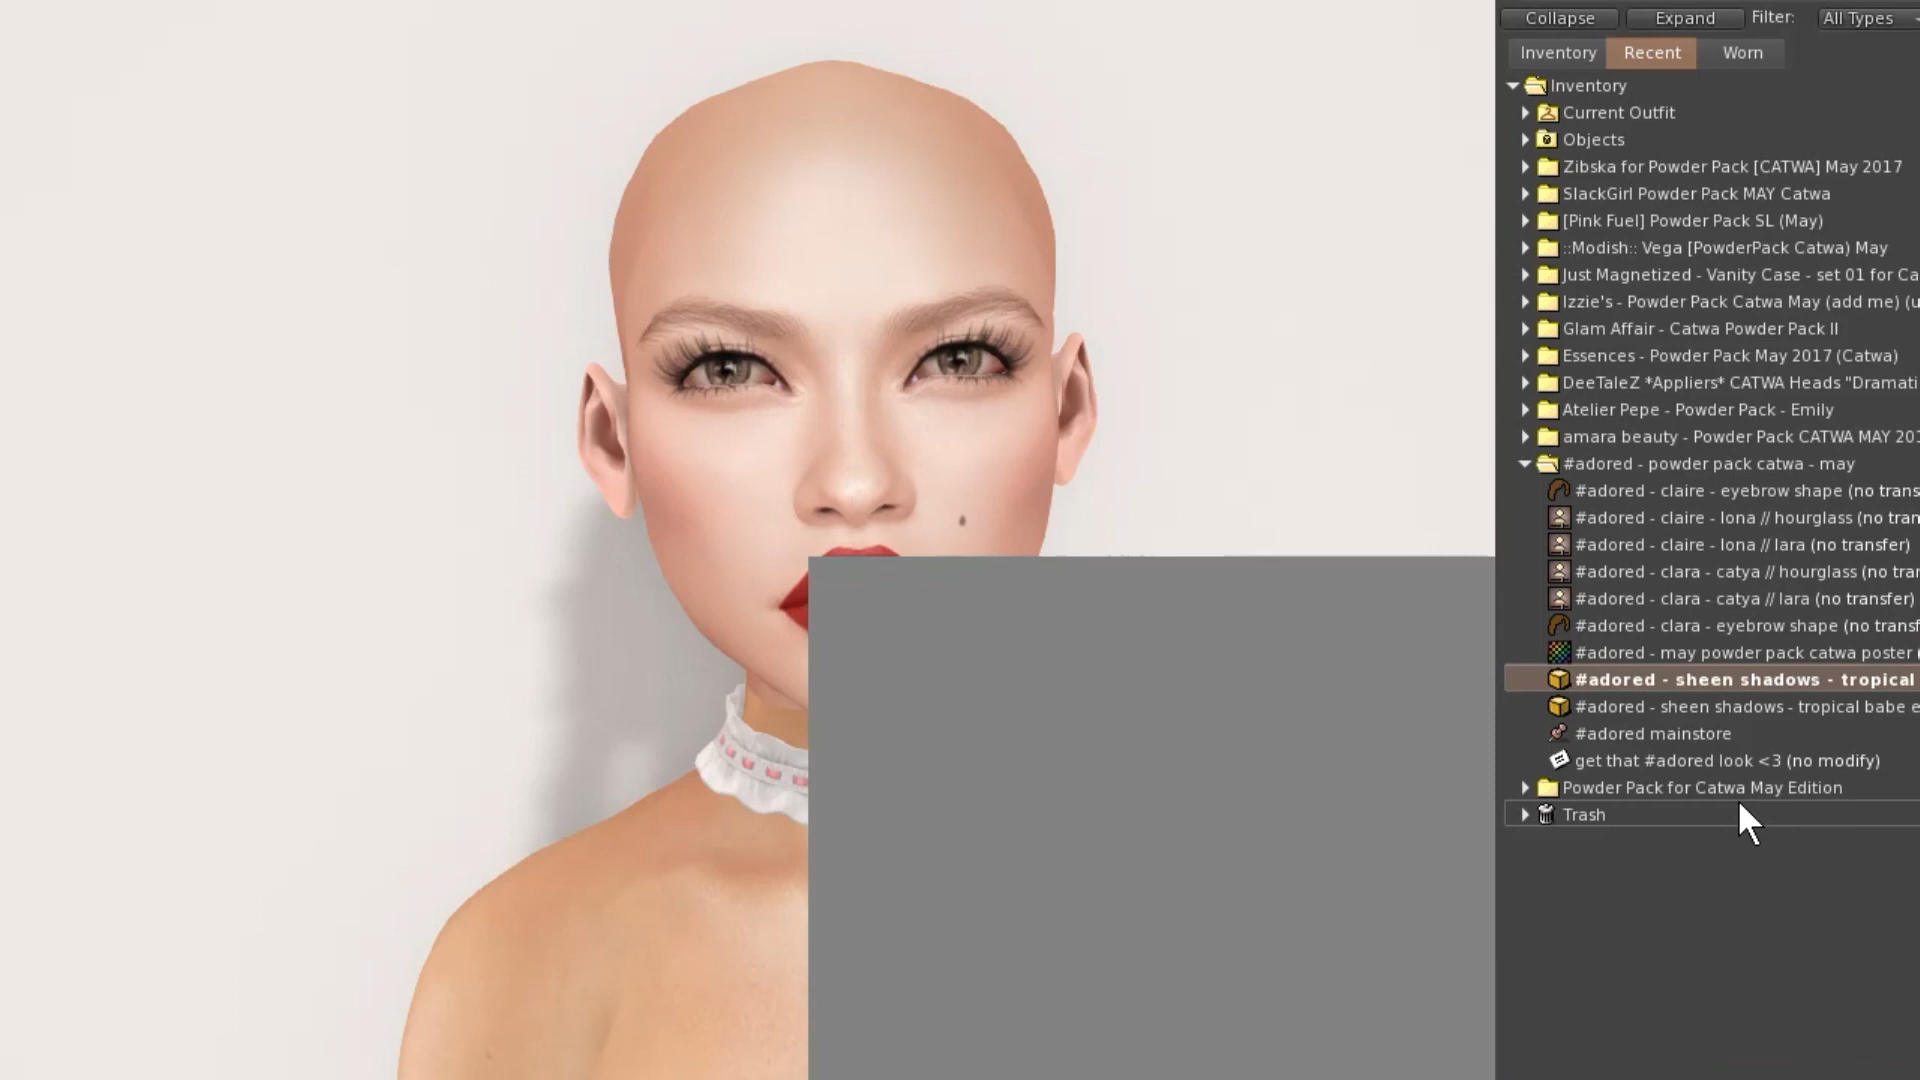 Collapse Expand Filter: All Types
Inventory Recent Worn
Inventory
Current Outfit
Objects
Zibska for Powder Pack [CATWA] May 2017
SlackGirl Powder Pack MAY Catwa
[Pink Fuel] Powder Pack SL (May)
::Modish:: Vega [PowderPack Catwa) May
Just Magnetized - Vanity Case - set 01 for Ca
Izzie's - Powder Pack Catwa May (add me) (u
Glam Affair - Catwa Powder Pack II
Essences - Powder Pack May 2017 (Catwa)
DeeTaleZ *Appliers* CATWA Heads "Dramati
Atelier Pepe - Powder Pack - Emily
amara beauty - Powder Pack CATWA MAY 201
#adored - powder pack catwa - may
#adored - claire - eyebrow shape (no trans
#adored - claire - lona // hourglass (no tran
#adored - claire - lona // lara (no transfer)
#adored - clara - catya // hourglass (no tran
#adored - clara - catya // lara (no transfer)
#adored - clara - eyebrow shape (no transf
#adored - may powder pack catwa poster (
#adored - sheen shadows - tropical
#adored - sheen shadows - tropical babe e
#adored mainstore
get that #adored look <3 (no modify)
Powder Pack for Catwa May Edition
Trash